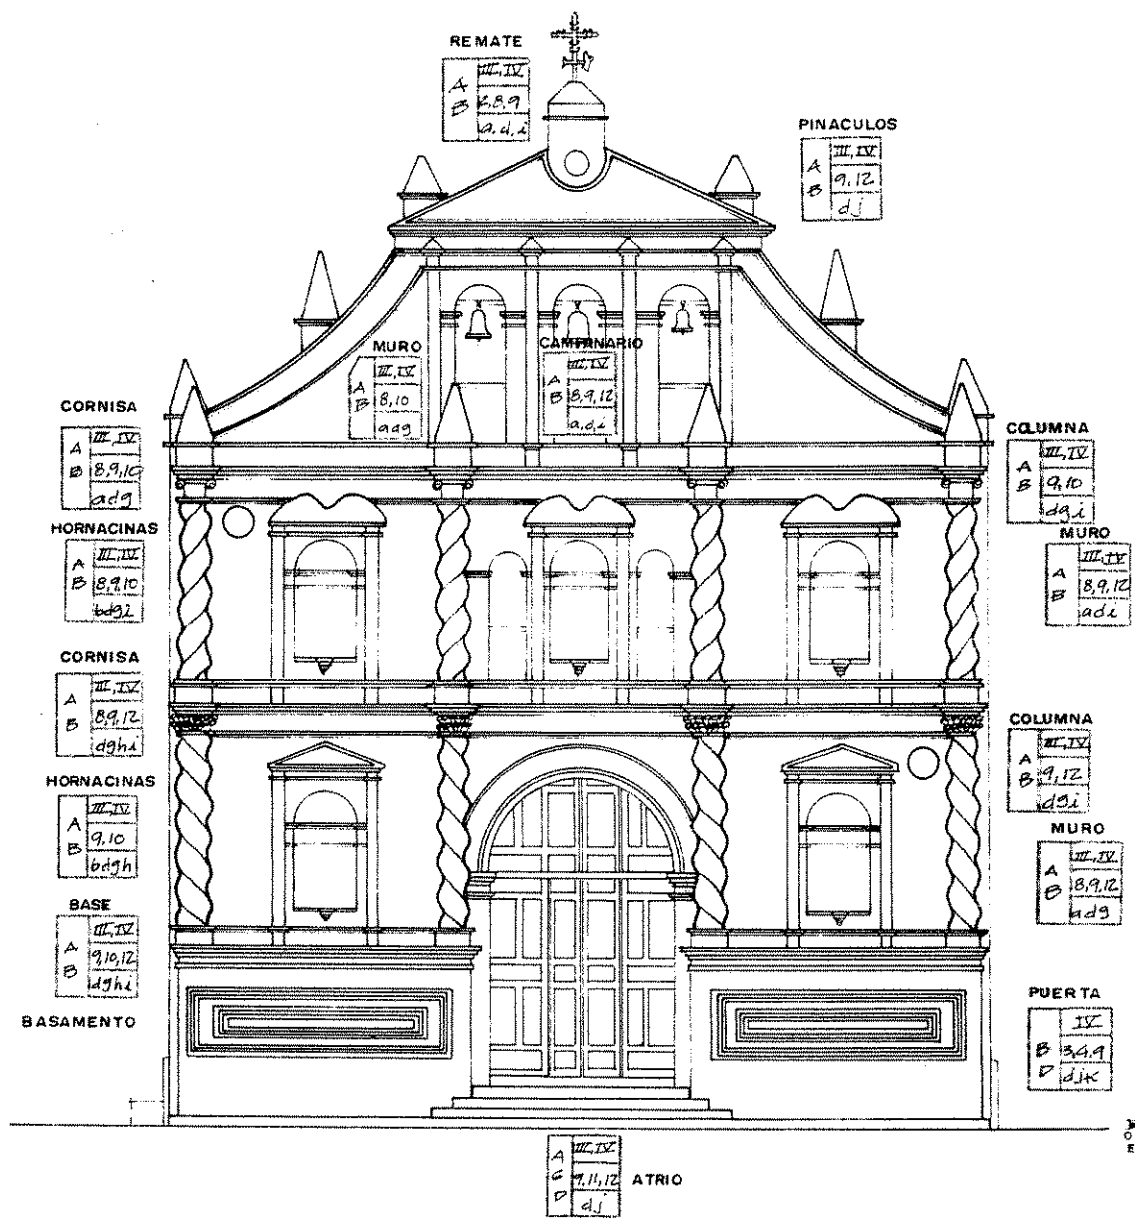 REMATE
A III, IV
B 2,8,9
a.d.i
PINACULOS
A III, IV
B 9,12
dj
MURO
A III, IV
B 8,10
adg
CAMPANARIO
A III, IV
B 8,9,12
a,d,i
CORNISA
A III, IV
B 8,9,10
adg
COLUMNA
A III, IV
B 9,10
dgi
HORNACINAS
A III, IV
B 8,9,10
bdgi
MURO
A III, IV
B 8,9,12
adi
CORNISA
A III, IV
B 8,9,12
dghi
COLUMNA
A III, IV
B 9,12
dgi
HORNACINAS
A III, IV
B 9,10
bdgh
MURO
A III, IV
B 8,9,12
adg
BASE
A III, IV
B 9,10,12
dghi
BASAMENTO
PUERTA
IV
B 3,4,9
D djk
A III, IV
C 9,11,12
D dj
ATRIO